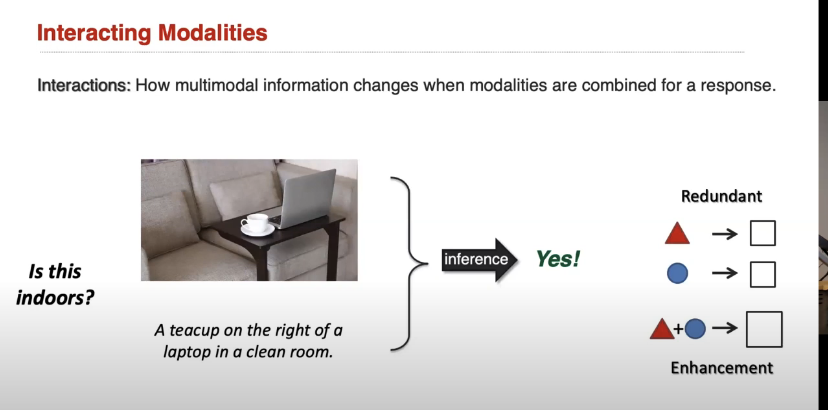 Interacting Modalities
Interactions: How multimodal information changes when modalities are combined for a response.
Is this
indoors?
A teacup on the right of a
laptop in a clean room.
inference
Yes!
Redundant
+
Enhancement